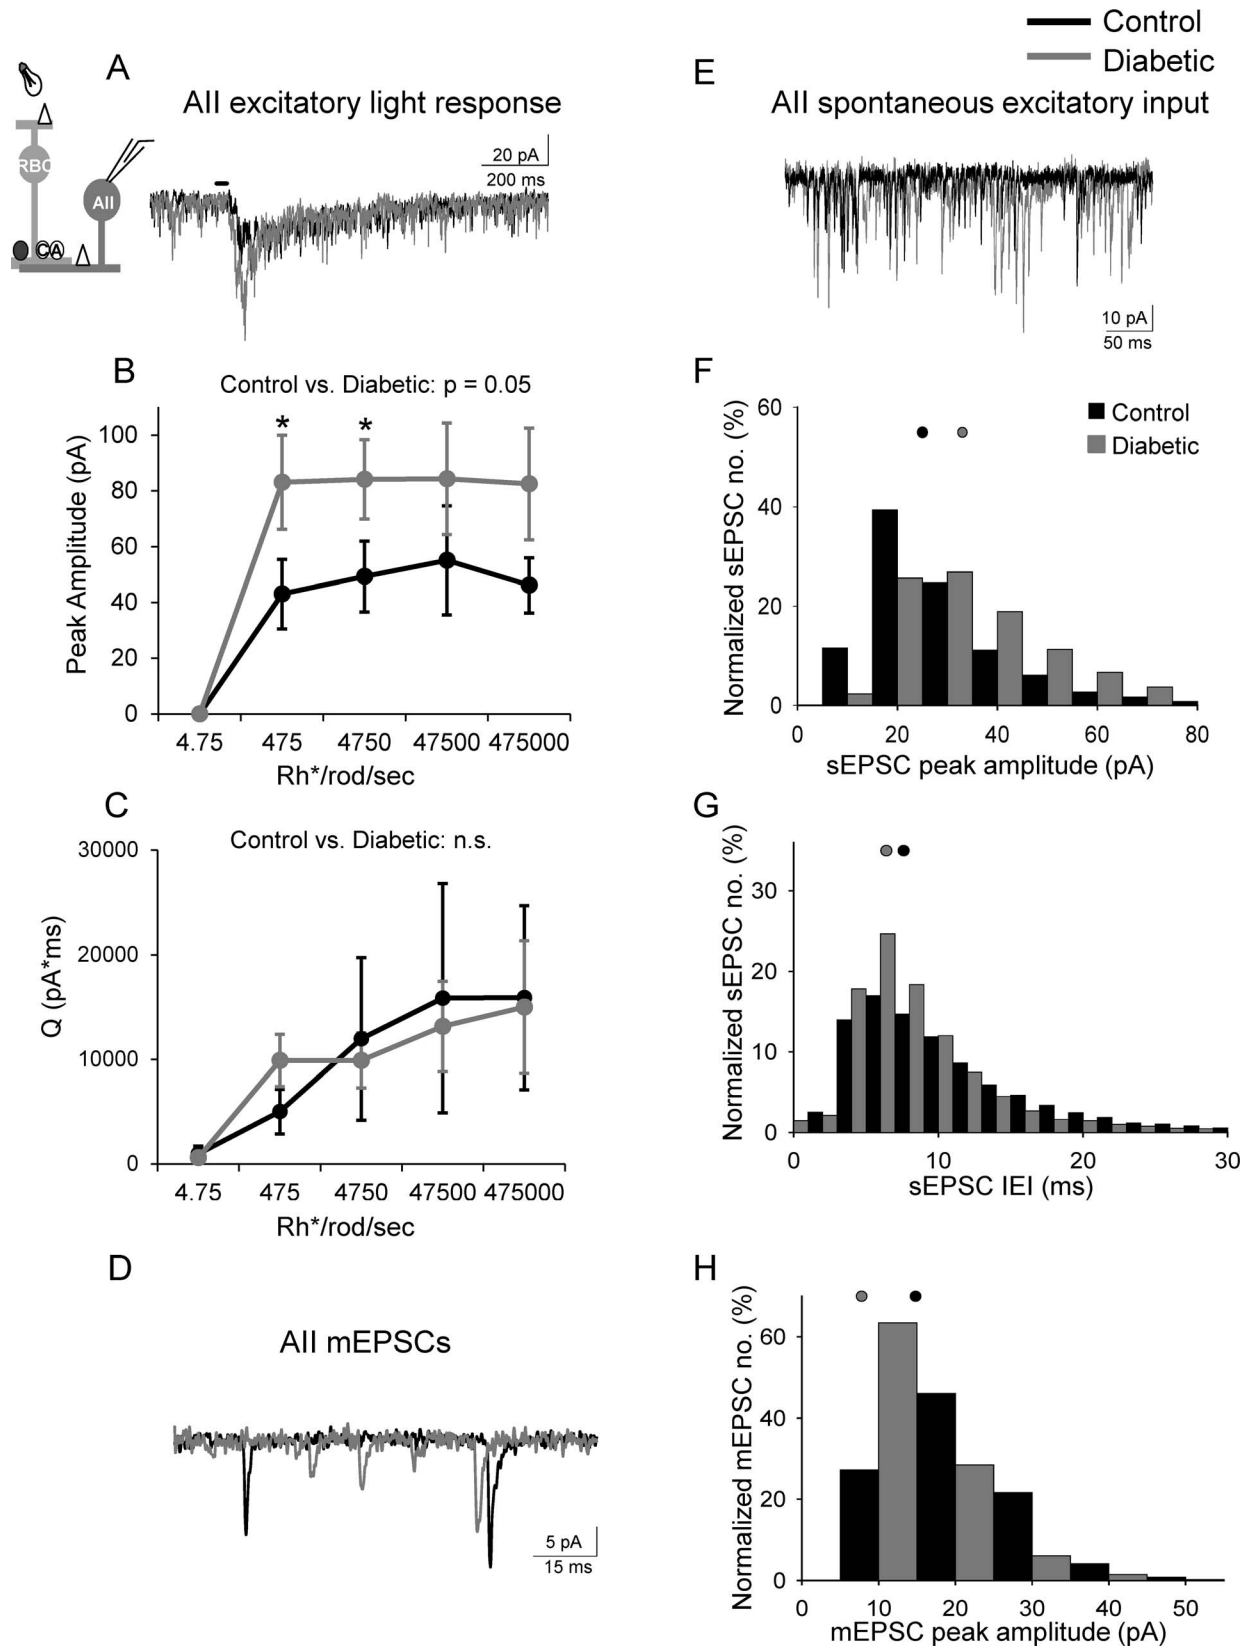 Control
Diabetic
A
AII excitatory light response
20 pA
200 ms
RBC
AII
CA
E
AII spontaneous excitatory input
10 pA
50 ms
B
Control vs. Diabetic: p = 0.05
Peak Amplitude (pA)
100
80
60
40
20
0
*
*
4.75 475 4750 47500 475000
Rh*/rod/sec
F
Control
Diabetic
Normalized sEPSC no. (%)
60
40
20
0
0 20 40 60 80
sEPSC peak amplitude (pA)
C
Control vs. Diabetic: n.s.
Q (pA*ms)
30000
20000
10000
0
4.75 475 4750 47500 475000
Rh*/rod/sec
G
Normalized sEPSC no. (%)
30
20
10
0
0 10 20 30
sEPSC IEI (ms)
D
AII mEPSCs
5 pA
15 ms
H
Normalized mEPSC no. (%)
60
40
20
0
0 10 20 30 40 50
mEPSC peak amplitude (pA)